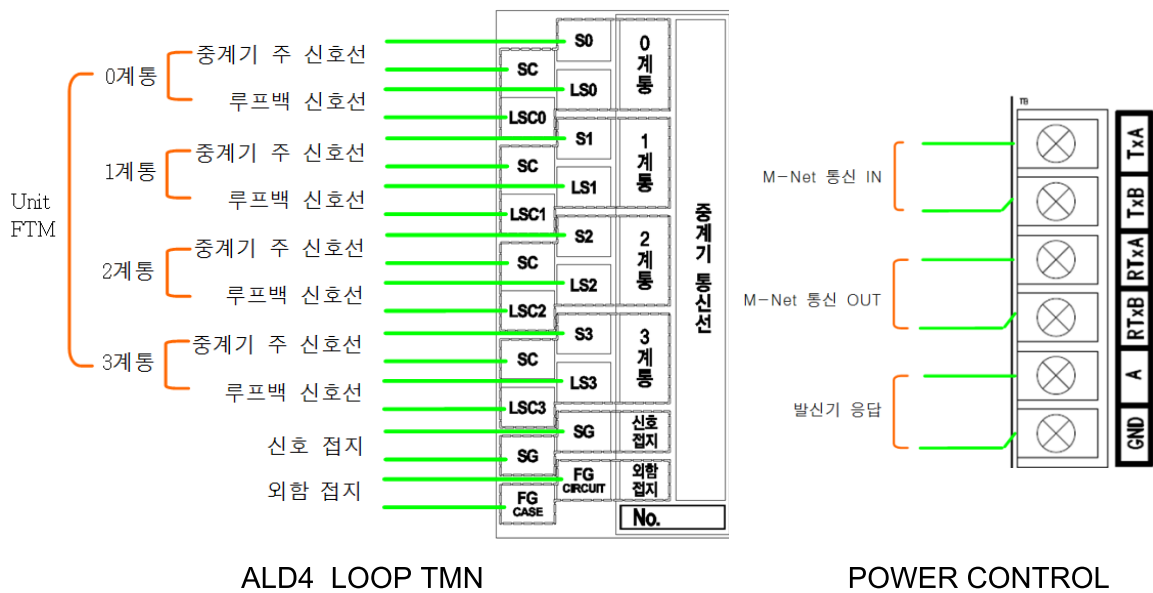 Unit
FTM
0계통
중계기 주 신호선
루프백 신호선
1계통
중계기 주 신호선
루프백 신호선
2계통
중계기 주 신호선
루프백 신호선
3계통
중계기 주 신호선
루프백 신호선
신호 접지
외함 접지
S0
SC
LS0
LSC0
0계통
S1
SC
LS1
LSC1
1계통
S2
SC
LS2
LSC2
2계통
S3
SC
LS3
LSC3
3계통
SG
SG
신호
접지
FG
CIRCUIT
FG
CASE
외함
접지
중계기 통신선
No.
ALD4 LOOP TMN
TB
M-Net 통신 IN
TxA
TxB
M-Net 통신 OUT
RTxA
RTxB
발신기 응답
A
GND
POWER CONTROL